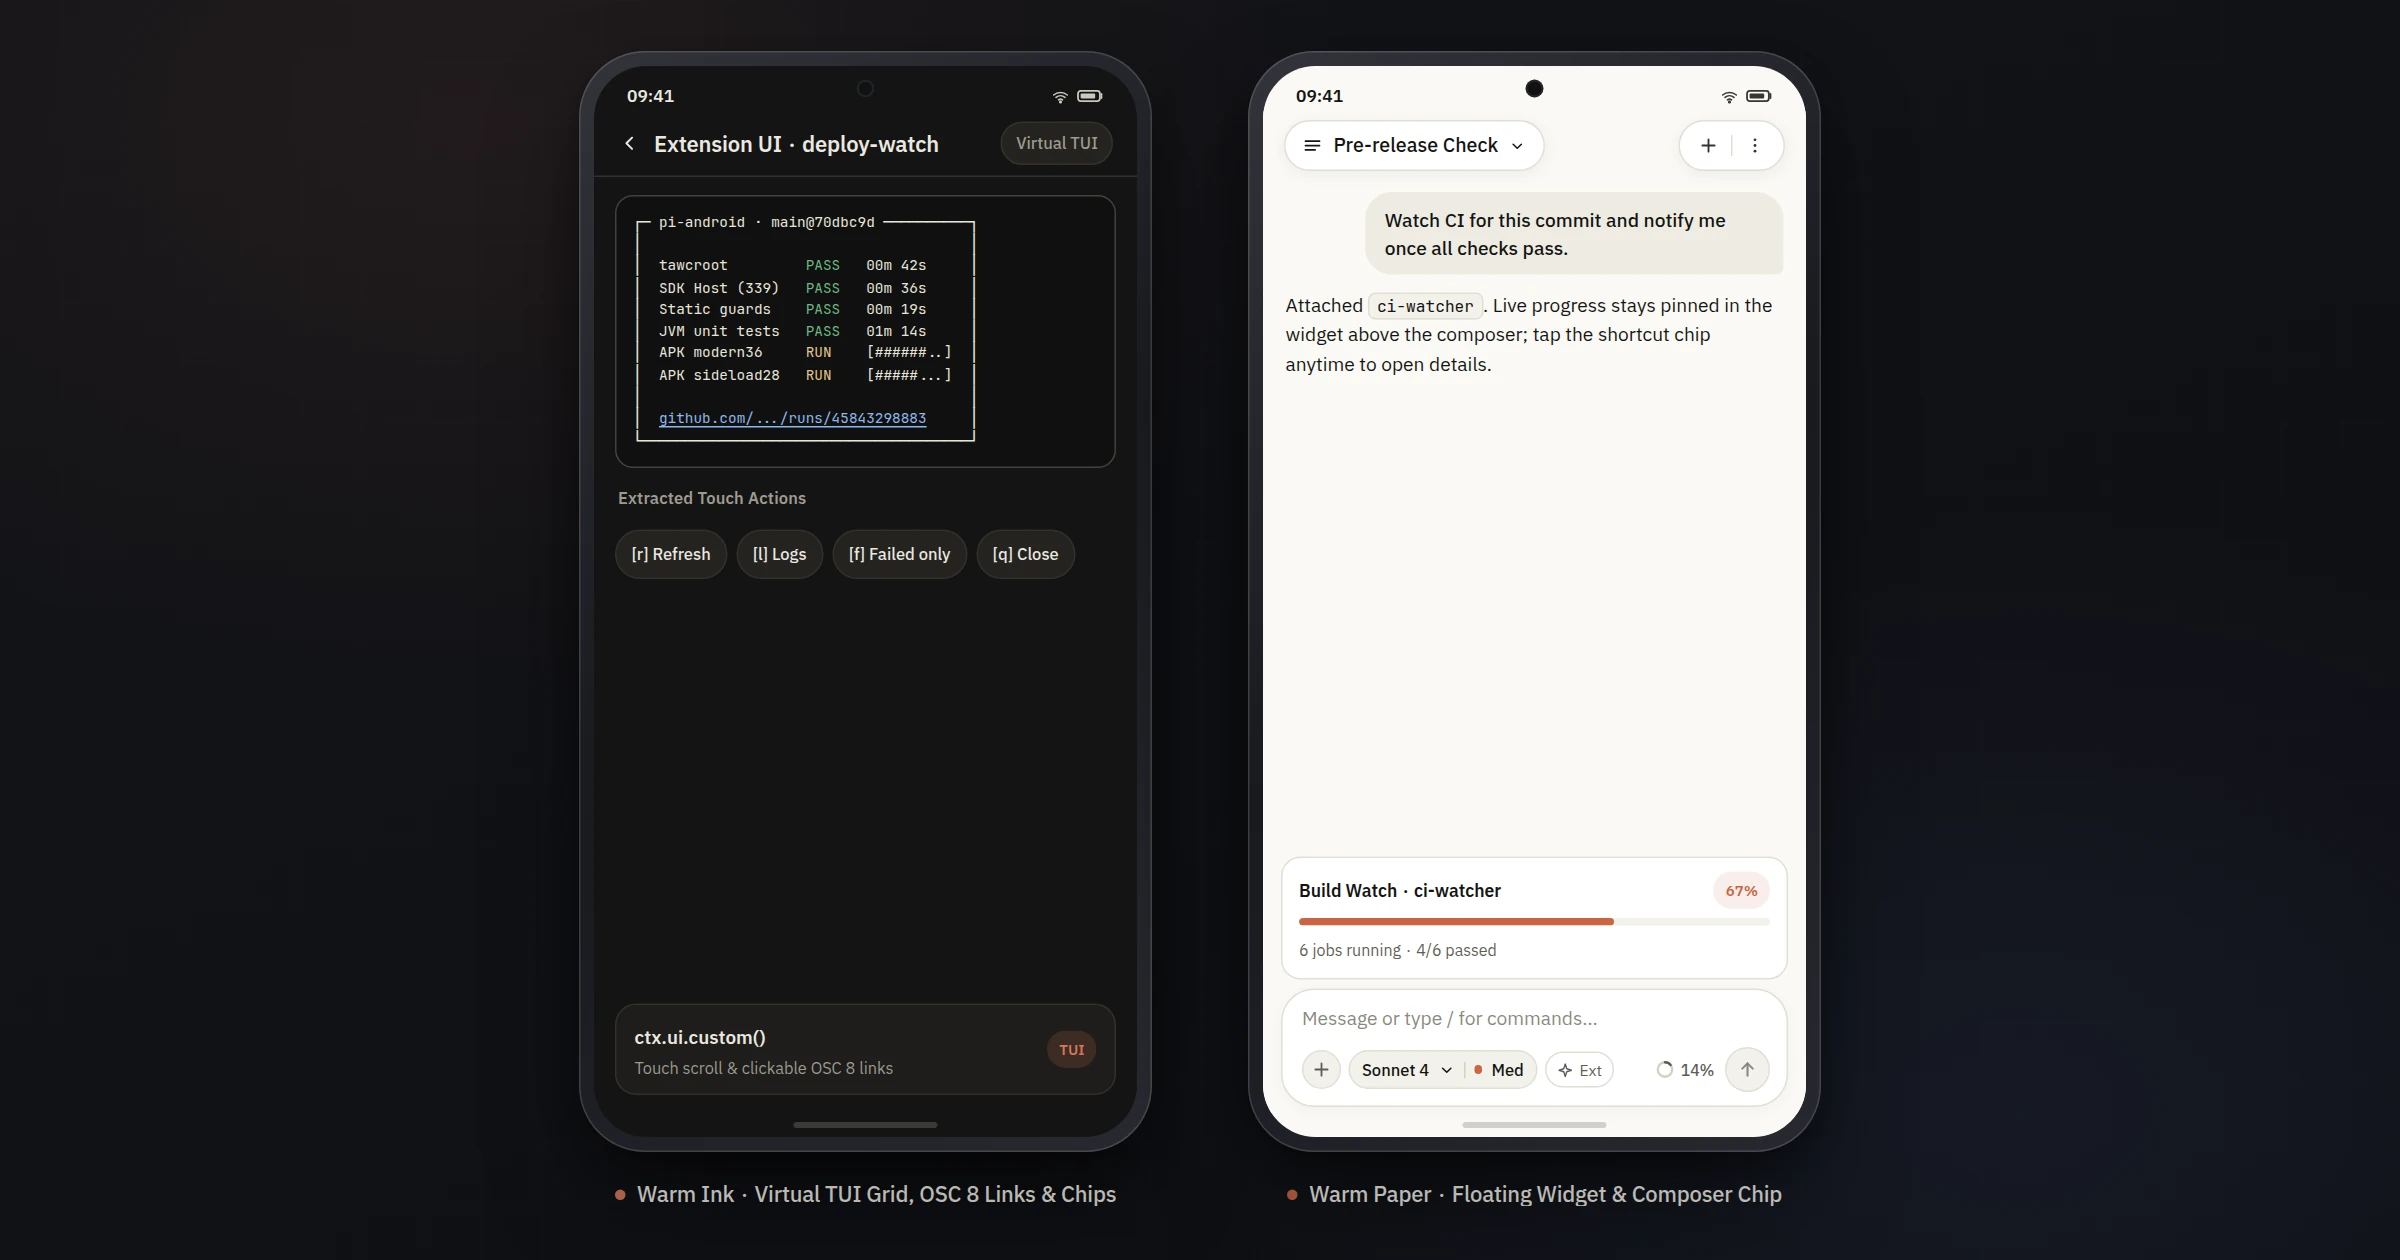 09:41
Extension UI · deploy-watch
Virtual TUI
pi-android · main@70dbc9d
tawcroot PASS 00m 42s
SDK Host (339) PASS 00m 36s
Static guards PASS 00m 19s
JVM unit tests PASS 01m 14s
APK modern36 RUN [######..]
APK sideload28 RUN [#####...]
github.com/.../runs/45843298883
Extracted Touch Actions
[r] Refresh
[l] Logs
[f] Failed only
[q] Close
ctx.ui.custom()
Touch scroll & clickable OSC 8 links
TUI
Warm Ink · Virtual TUI Grid, OSC 8 Links & Chips
09:41
Pre-release Check
Watch CI for this commit and notify me
once all checks pass.
Attached ci-watcher. Live progress stays pinned in the
widget above the composer; tap the shortcut chip
anytime to open details.
Build Watch · ci-watcher
67%
6 jobs running · 4/6 passed
Message or type / for commands...
Sonnet 4
Med
Ext
14%
Warm Paper · Floating Widget & Composer Chip